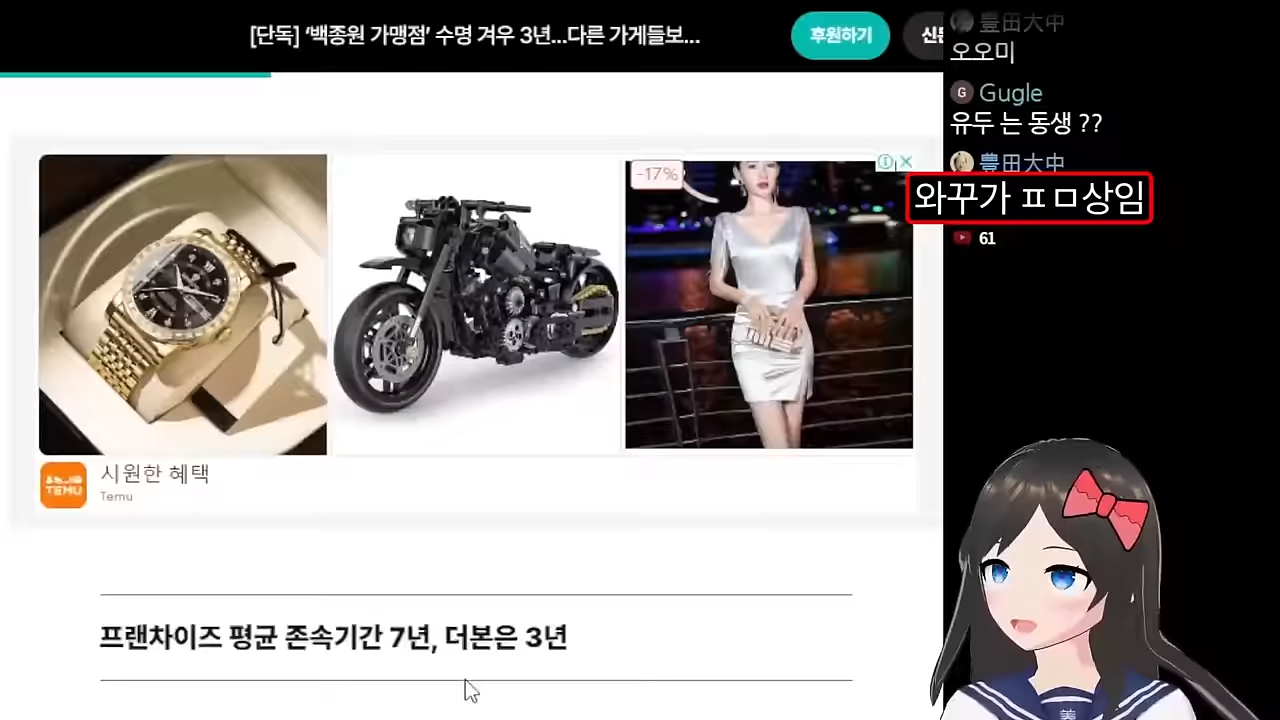 [단독] ‘백종원 가맹점’ 수명 겨우 3년...다른 가게들보...
후원하기
豊田大中
오오미
G Gugle
유두 는 동생 ??
豊田大中
와꾸가 ㅍㅁ상임
61
-17%
TEMU
시원한 혜택
Temu
프랜차이즈 평균 존속기간 7년, 더본은 3년
美